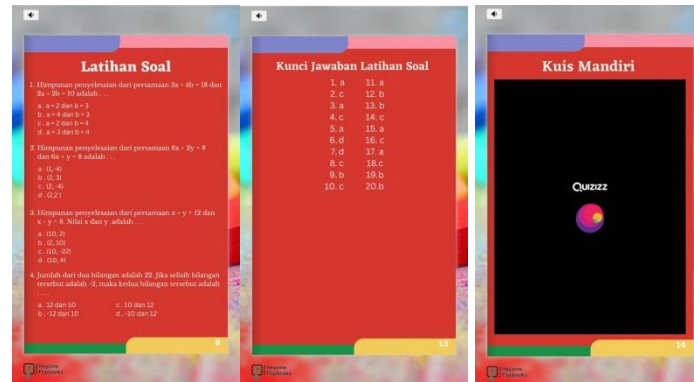 Latihan Soal
1. Himpunan penyelesaian dari persamaan 3a + 4b = 18 dan
2a + 2b = 10 adalah . . .
a . a = 2 dan b = 3
b . a = 4 dan b = 3
c . a = 2 dan b = 4
d . a = 3 dan b = 4
2. Himpunan penyelesaian dari persamaan 8x + 2y = 8
dan 6x + y = 8 adalah . . .
a . (1, -4)
b . (2, 3)
c . (2, -4)
d . (2,2 )
3. Himpunan penyelesaian dari persamaan x + y = 12 dan
x - y = 8. Nilai x dan y adalah . . .
a . (10, 2)
b . (2, 10)
c . (10, -22)
d . (10, 4)
4. Jumlah dari dua bilangan adalah 22. Jika selisih bilangan
tersebut adalah -2, maka kedua bilangan tersebut adalah
. . . .
a . 12 dan 10 c . 10 dan 12
b . -12 dan 10 d . -10 dan 12
8
Heyzine
Flipbooks
Kunci Jawaban Latihan Soal
1. a 11. a
2. c 12. b
3. a 13. b
4. c 14. c
5. a 15. a
6. d 16. c
7. d 17. a
8. c 18.c
9. b 19.b
10. c 20.b
13
Heyzine
Flipbooks
Kuis Mandiri
QUIZIZZ
14
Heyzine
Flipbooks